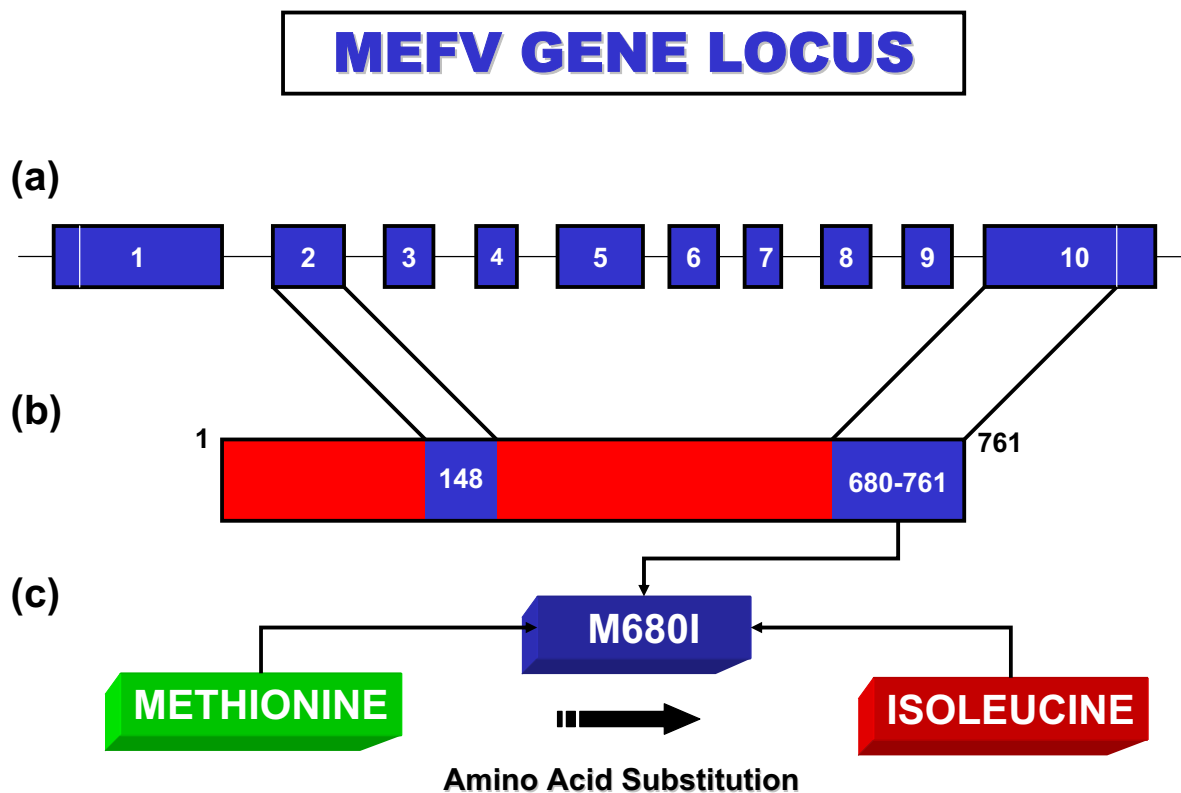 MEFV GENE LOCUS
(a)
1 2 3 4 5 6 7 8 9 10
(b)
1 761
148 680-761
(c)
M680I
METHIONINE ISOLEUCINE
Amino Acid Substitution